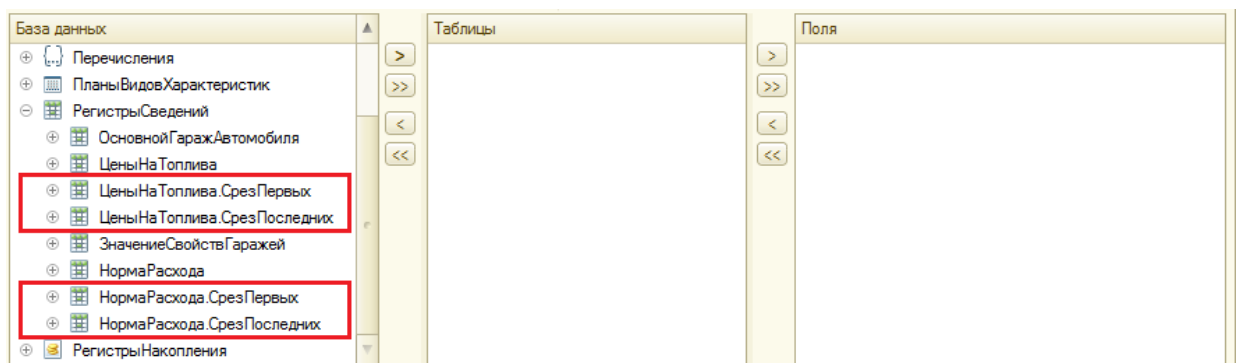 База данных
Таблицы
Поля
Перечисления
ПланыВидовХарактеристик
РегистрыСведений
ОсновнойГаражАвтомобиля
ЦеныНаТоплива
ЦеныНаТоплива.СрезПервых
ЦеныНаТоплива.СрезПоследних
ЗначениеСвойствГаражей
НормаРасхода
НормаРасхода.СрезПервых
НормаРасхода.СрезПоследних
РегистрыНакопления
>
>>
<
<<
>
>>
<
<<